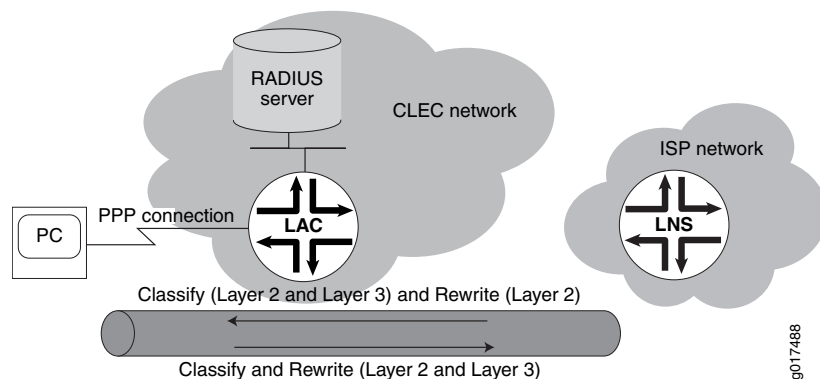 RADIUS
server
CLEC network
ISP network
PPP connection
PC
LAC
LNS
Classify (Layer 2 and Layer 3) and Rewrite (Layer 2)
Classify and Rewrite (Layer 2 and Layer 3)
g017488